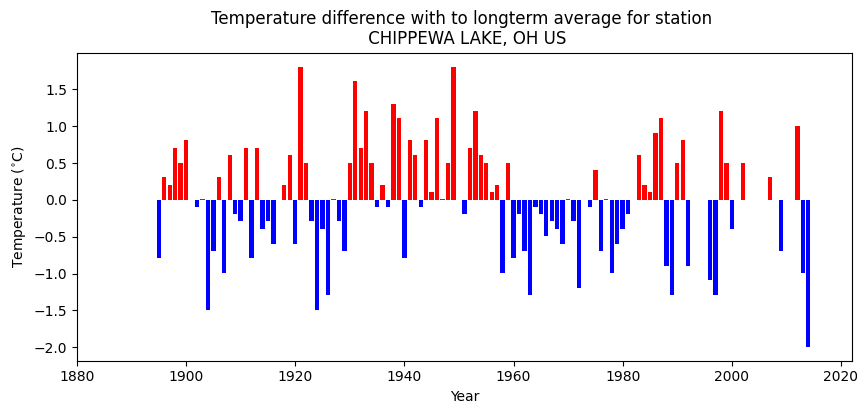 Temperature difference with to longterm average for station
CHIPPEWA LAKE, OH US
Temperature (°C)
1.5
1.0
0.5
0.0
−0.5
−1.0
−1.5
−2.0
1880 1900 1920 1940 1960 1980 2000 2020
Year